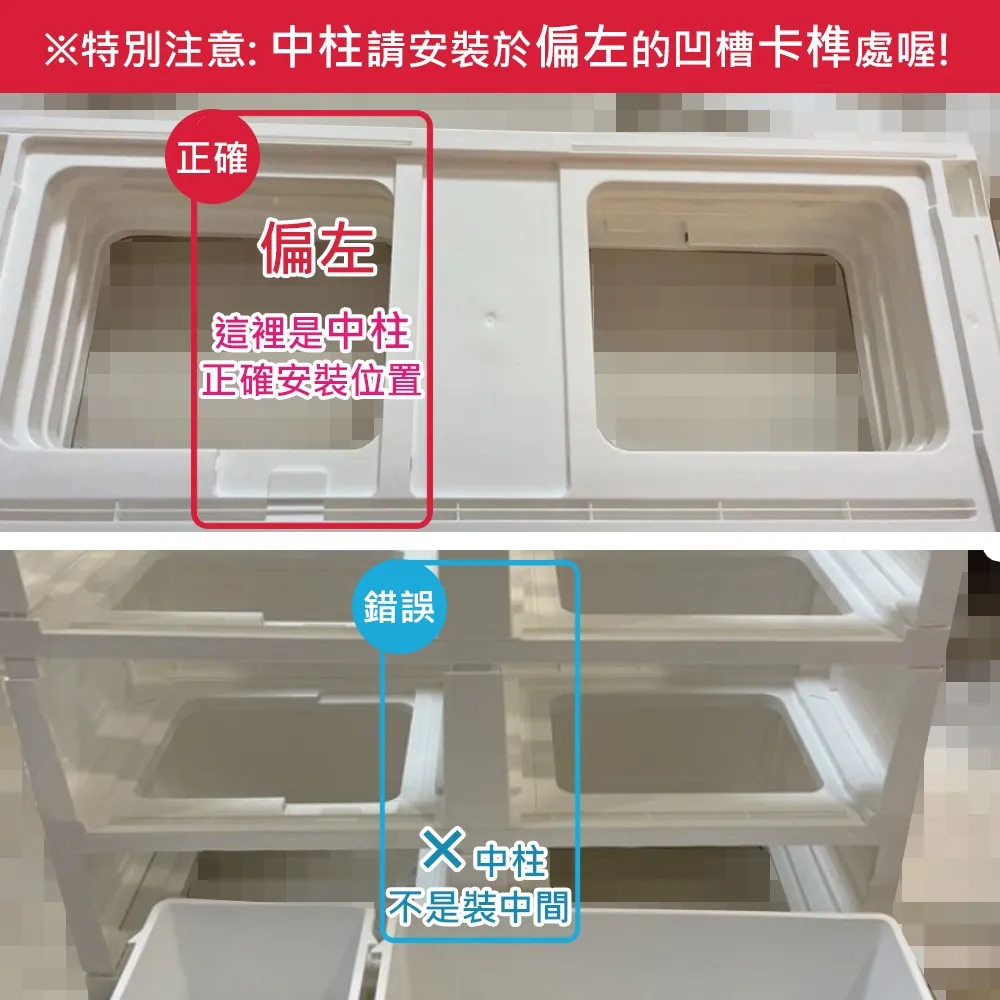 ※特別注意: 中柱請安裝於偏左的凹槽卡榫處喔!
正確
偏左
這裡是中柱
正確安裝位置
錯誤
✕ 中柱
不是裝中間